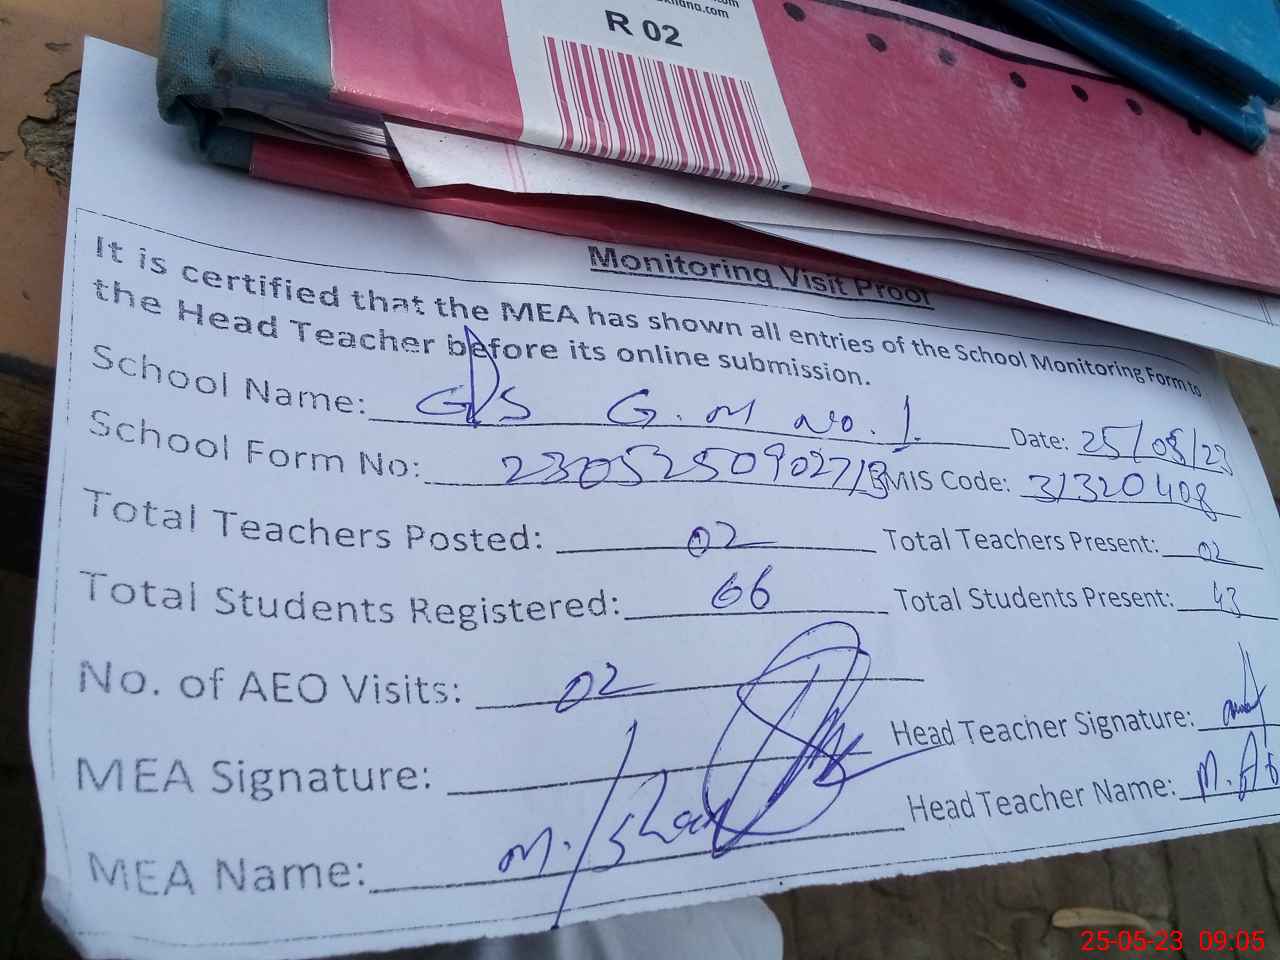 R 02
Monitoring Visit Proof
It is certified that the MEA has shown all entries of the School Monitoring Form to
the Head Teacher before its online submission.
School Name: GPS G.M No. 1. Date: 25/05/23
School Form No: EMIS Code: 31320408
Total Teachers Posted: 02 Total Teachers Present: 02
Total Students Registered: 66 Total Students Present: 43
No. of AEO Visits: 02
MEA Signature: Head Teacher Signature:
MEA Name: M. Head Teacher Name: M.
25-05-23 09:05